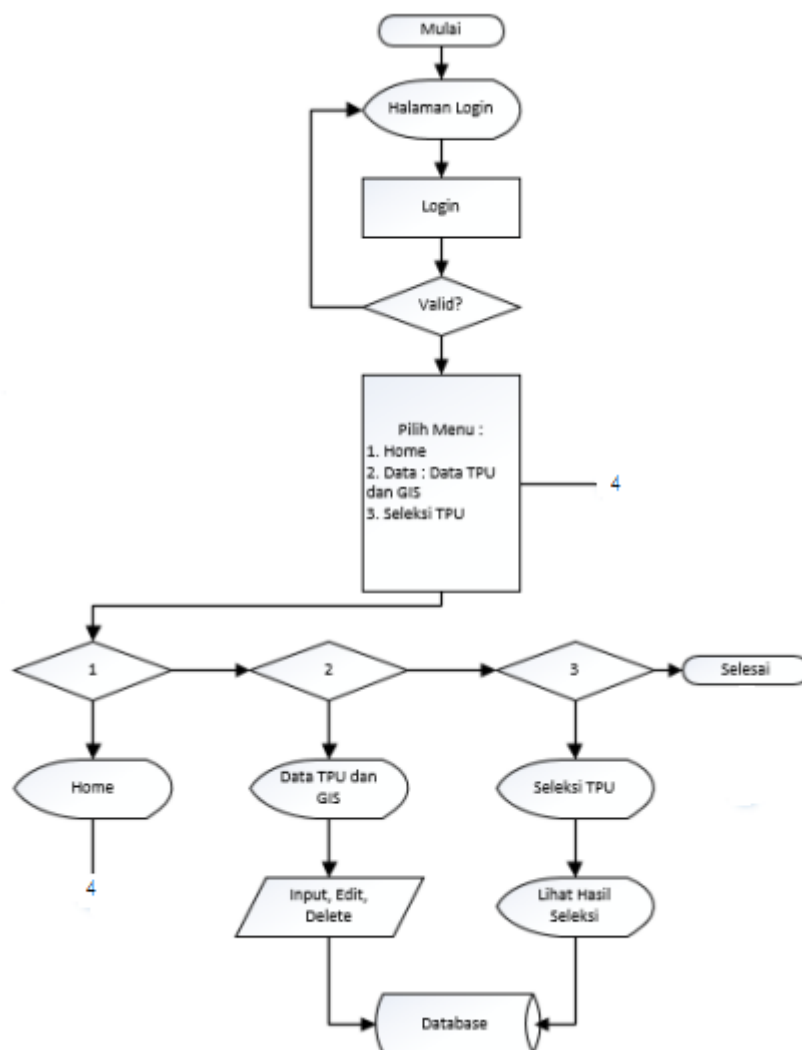 Mulai
Halaman Login
Login
Valid?
Pilih Menu :
1. Home
2. Data : Data TPU
dan GIS
3. Seleksi TPU
4
1
2
3
Selesai
Home
Data TPU dan
GIS
Seleksi TPU
4
Input, Edit,
Delete
Lihat Hasil
Seleksi
Database